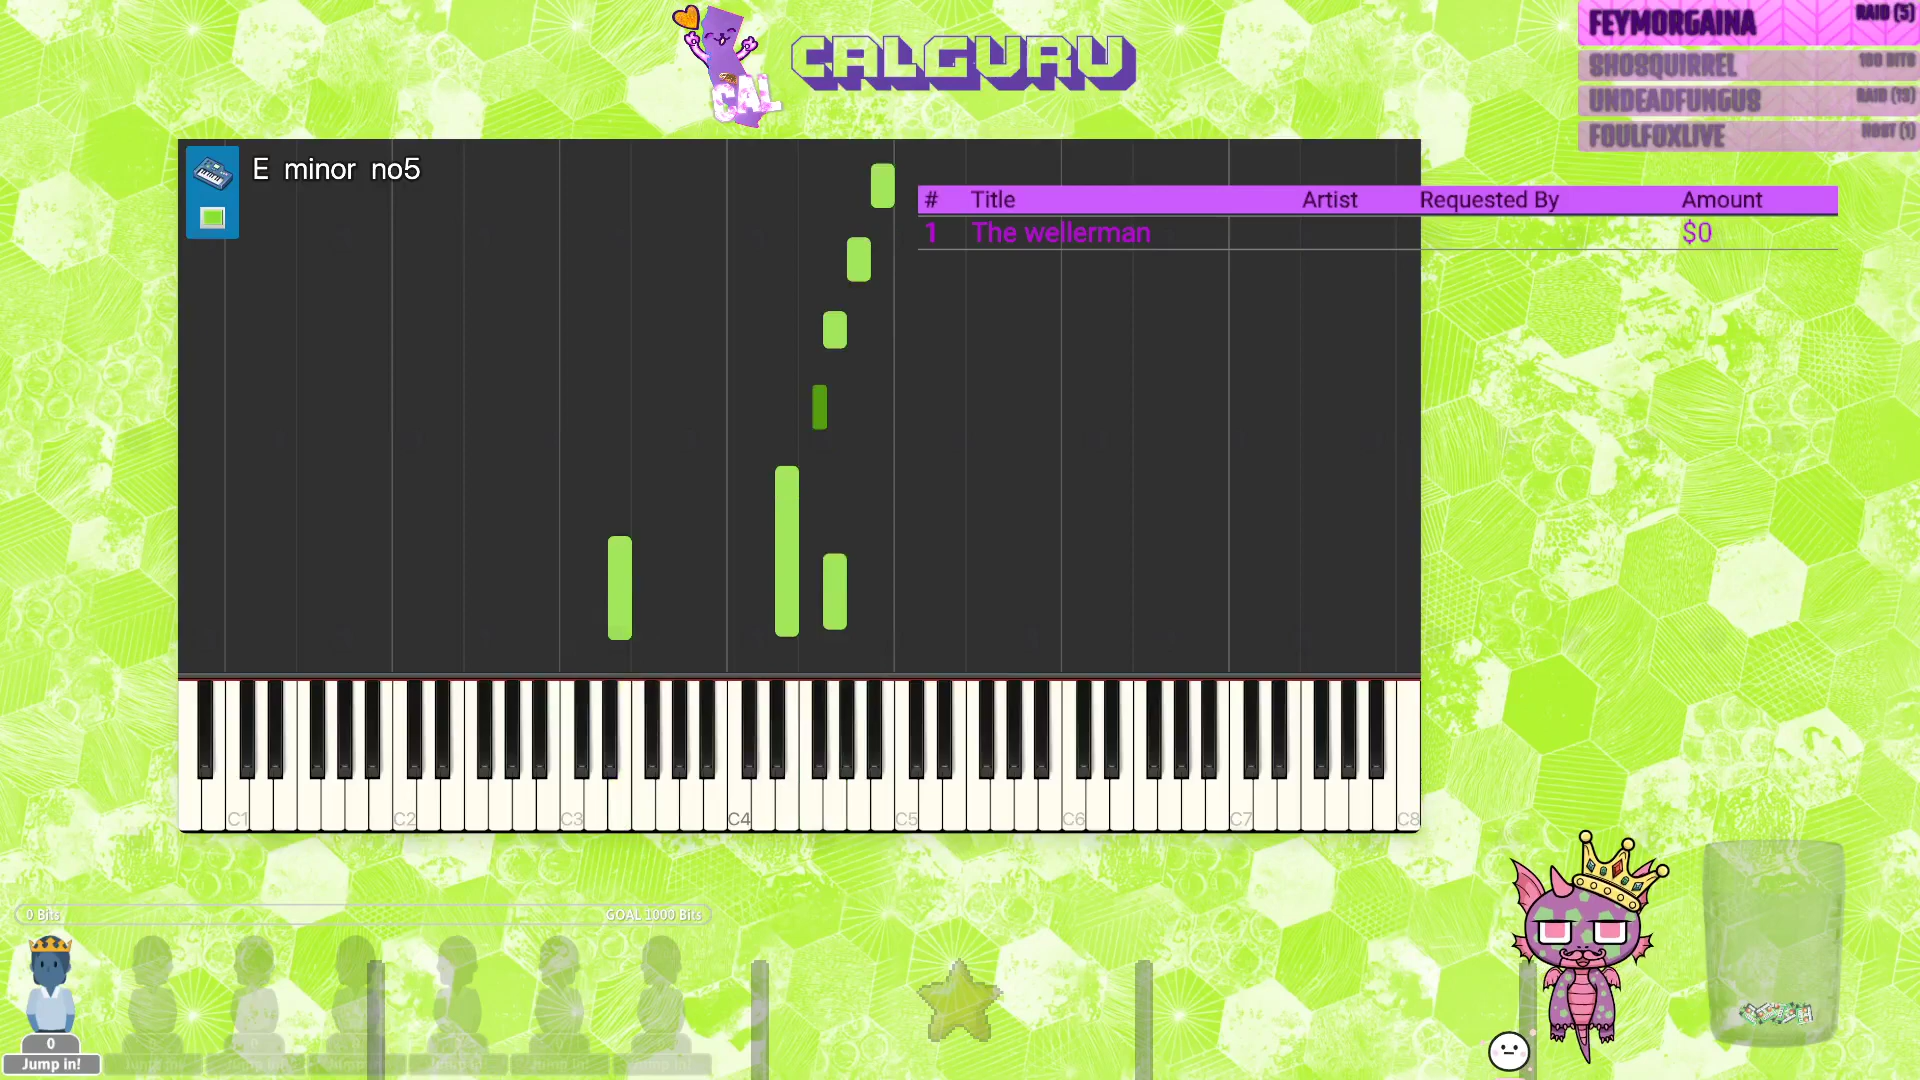 CAL
CALGURU
FEYMORGAINA RAID (5)
SHOSQUIRREL 100 BITS
UNDEADFUNGUS RAID (13)
FOULFOXLIVE HOST (1)
E minor no5
# Title Artist Requested By Amount
1 The wellerman $0
C1 C2 C3 C4 C5 C6 C7 C8
0 Bits GOAL 1000 Bits
0
Jump in!